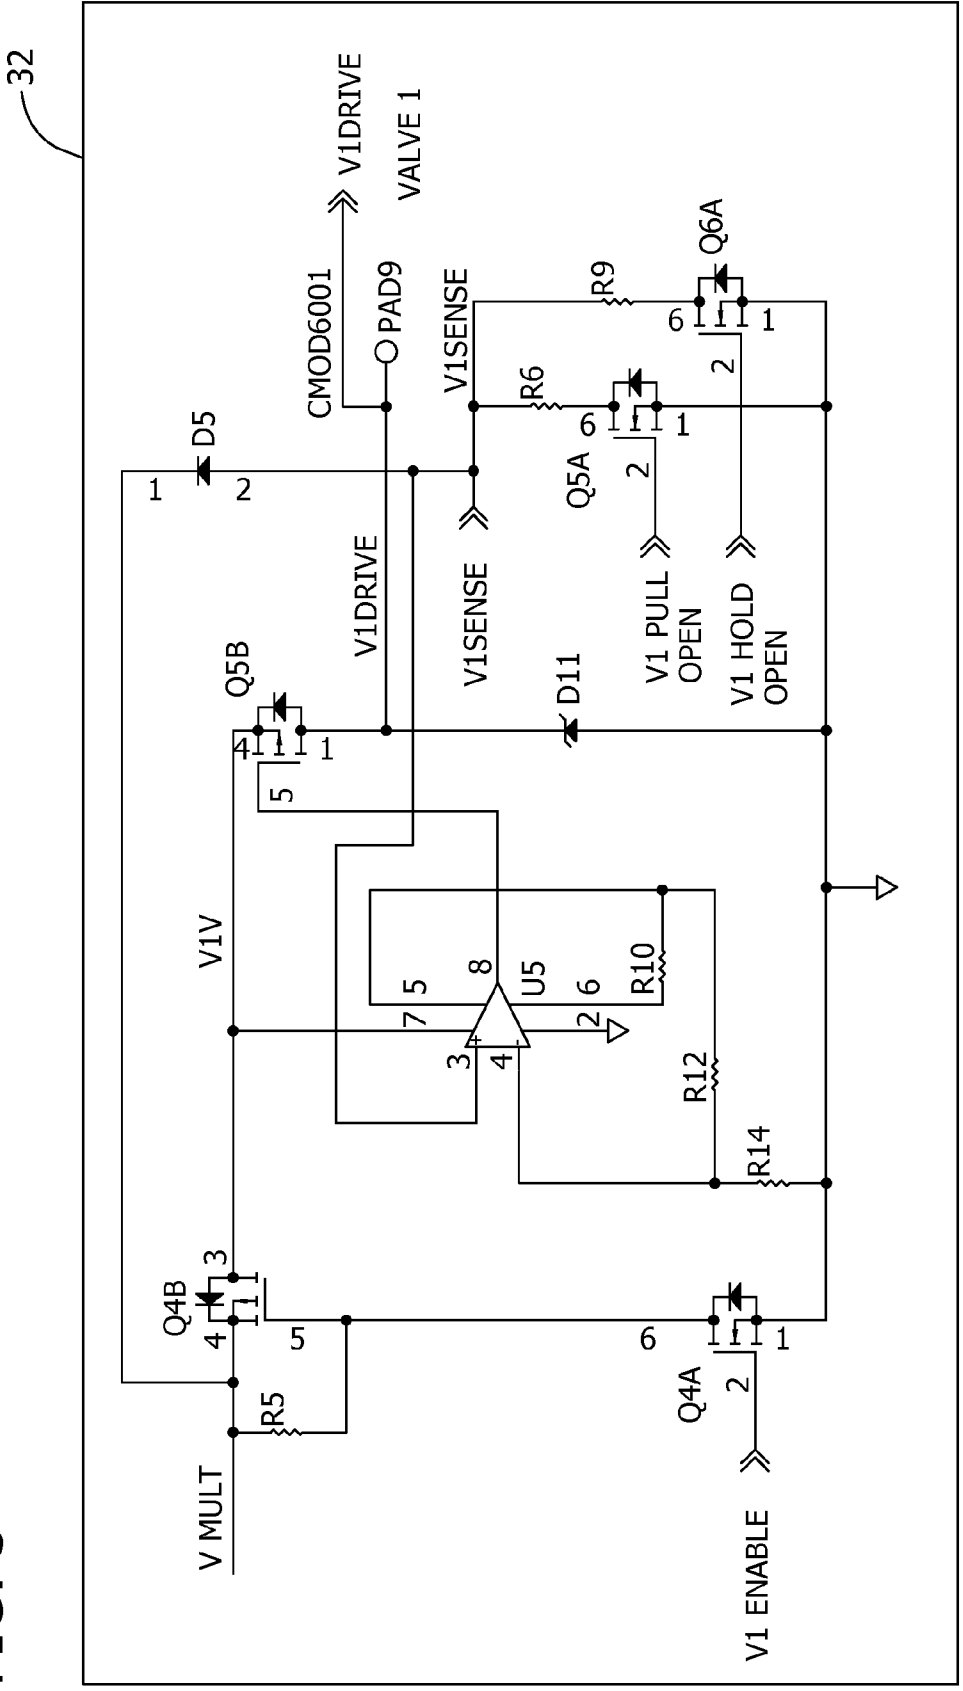 32
V MULT
R5
Q4B
4
3
5
V1V
Q5B
4
5
1
1
D5
2
CMOD6001
V1DRIVE
VALVE 1
PAD9
V1DRIVE
V1SENSE
V1SENSE
3
4
7
5
8
U5
2
6
R10
R12
R14
D11
R6
R9
Q5A
6
2
1
Q6A
6
2
1
V1 PULL
OPEN
V1 HOLD
OPEN
Q4A
6
2
1
V1 ENABLE